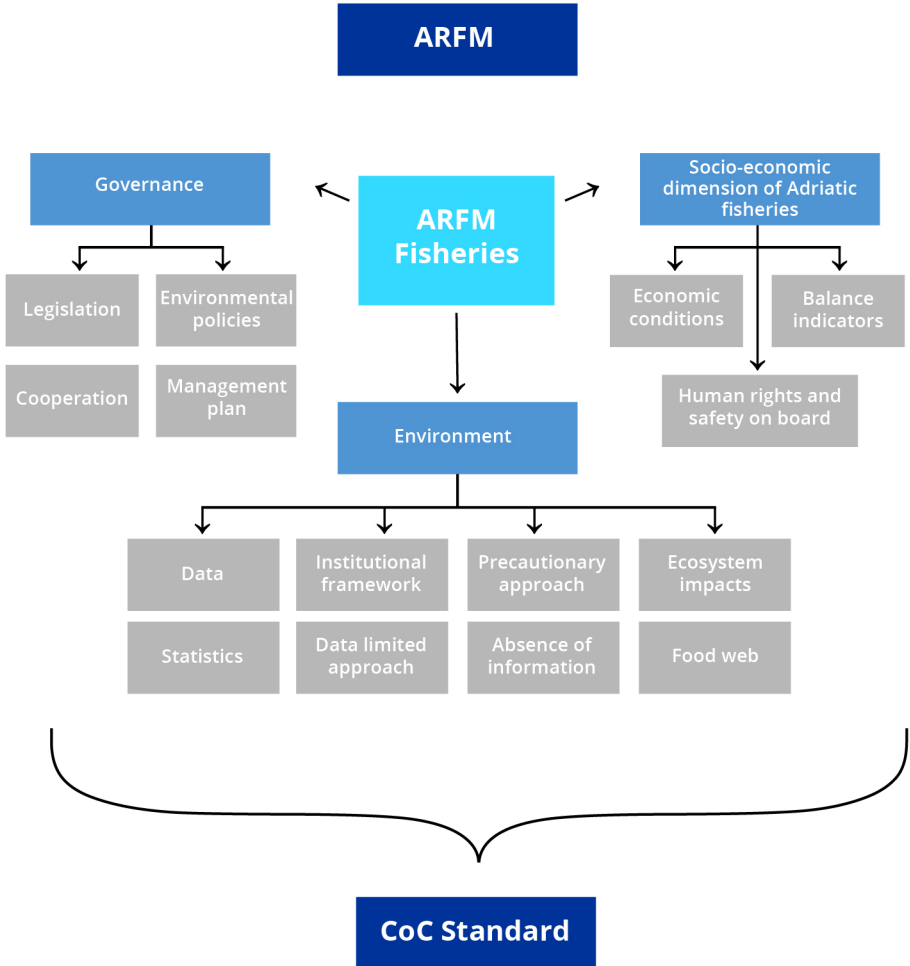 ARFM
Governance
ARFM
Fisheries
Socio-economic
dimension of Adriatic
fisheries
Legislation
Environmental
policies
Cooperation
Management
plan
Economic
conditions
Balance
indicators
Human rights and
safety on board
Environment
Data
Institutional
framework
Precautionary
approach
Ecosystem
impacts
Statistics
Data limited
approach
Absence of
information
Food web
CoC Standard